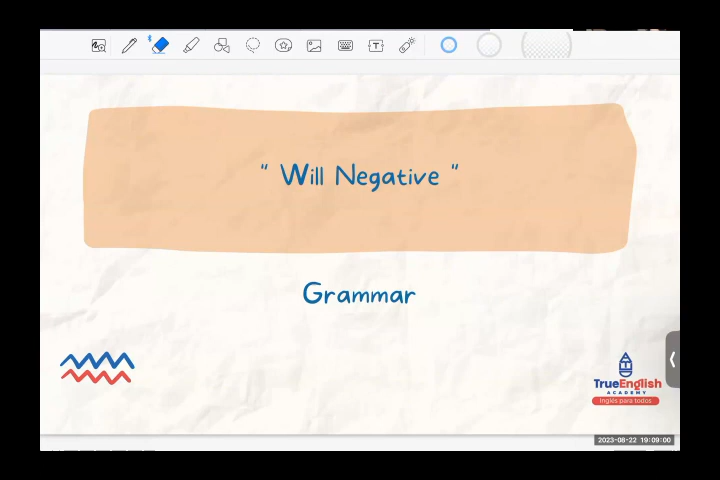 " Will Negative "
Grammar
TrueEnglish
ACADEMY
Inglés para todos
2023-08-22 19:09:00